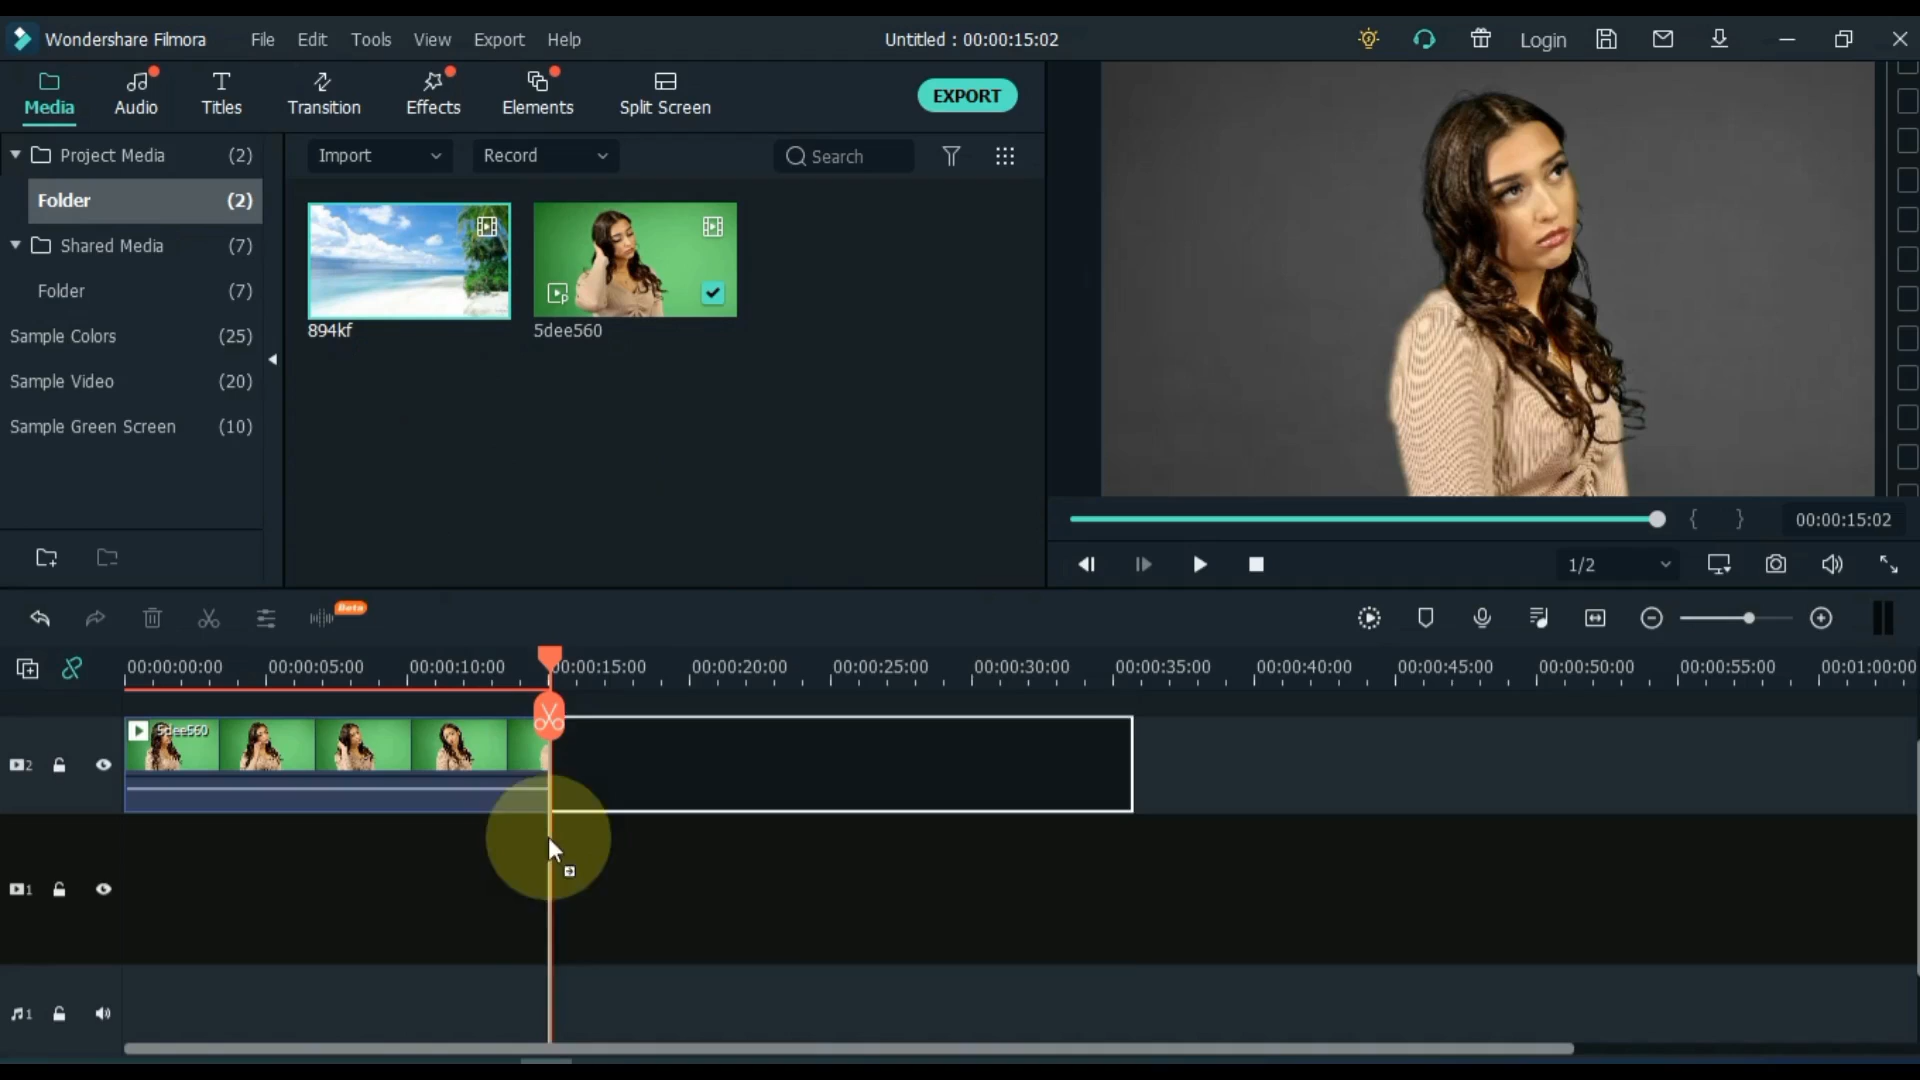 Wondershare Filmora File Edit Tools View Export Help Untitled : 00:00:15:02 Login
Media Audio Titles Transition Effects Elements Split Screen EXPORT
Project Media (2) Import Record Search
Folder (2)
Shared Media (7)
Folder (7)
Sample Colors (25)
Sample Video (20)
Sample Green Screen (10)
894kf 5dee560
{ } 00:00:15:02
1/2
Beta
00:00:00:00 00:00:05:00 00:00:10:00 00:00:15:00 00:00:20:00 00:00:25:00 00:00:30:00 00:00:35:00 00:00:40:00 00:00:45:00 00:00:50:00 00:00:55:00 00:01:00:00
5dee560
2
1
1